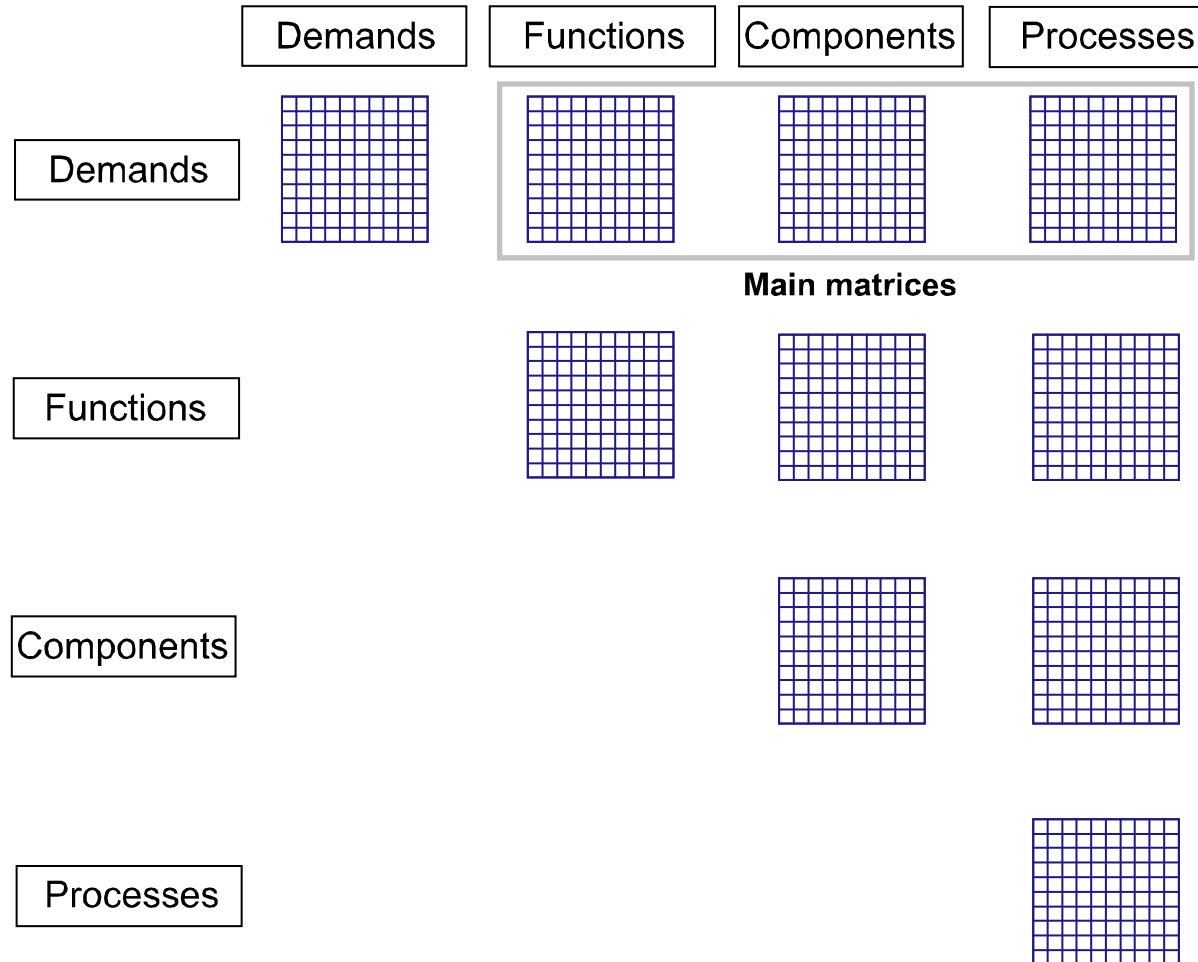 Demands
Functions
Components
Processes
Demands
Main matrices
Functions
Components
Processes